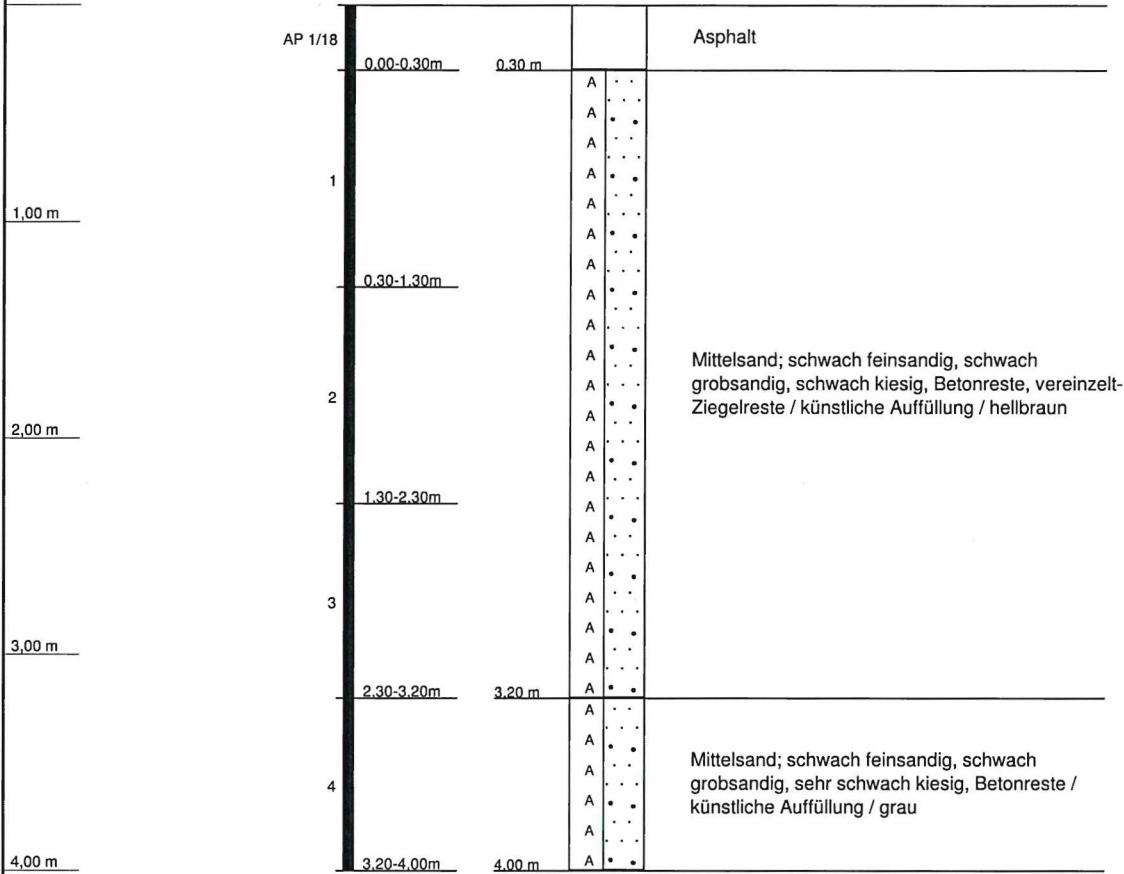 AP 1/18
Asphalt
0.00-0.30m
0.30 m
A
A
A
A
1
A
1,00 m
A
A
0.30-1.30m
A
A
A
Mittelsand; schwach feinsandig, schwach
grobsandig, schwach kiesig, Betonreste, vereinzelt-
Ziegelreste / künstliche Auffüllung / hellbraun
A
2
A
2,00 m
A
A
A
1.30-2.30m
A
A
A
3
A
A
3,00 m
A
2.30-3.20m
3.20 m
A
A
A
A
Mittelsand; schwach feinsandig, schwach
grobsandig, sehr schwach kiesig, Betonreste /
künstliche Auffüllung / grau
4
A
A
4,00 m
3.20-4.00m
4.00 m
A